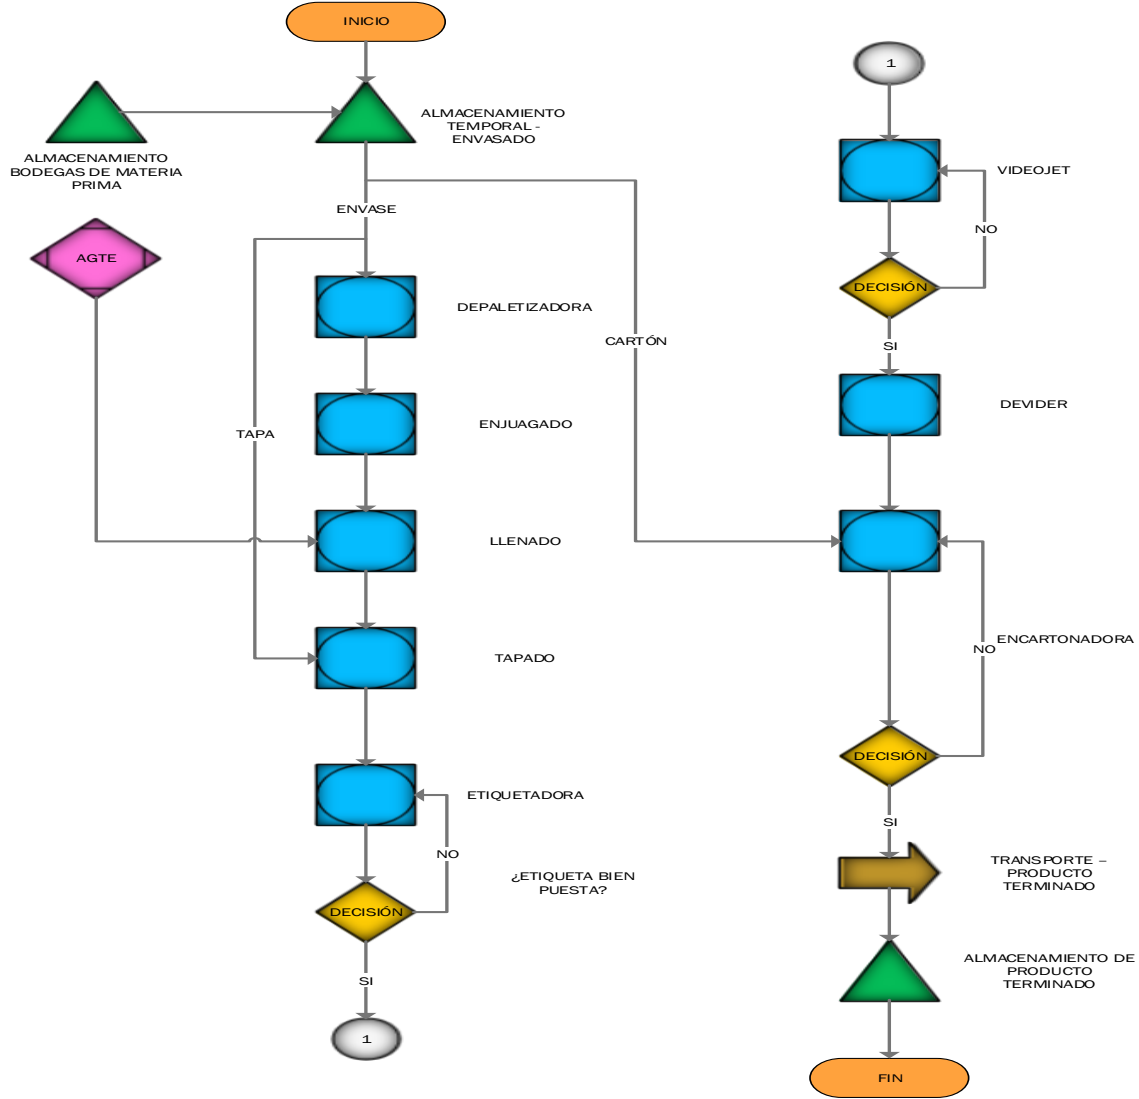 INICIO
ALMACENAMIENTO
TEMPORAL -
ENVASADO
ALMACENAMIENTO
BODEGAS DE MATERIA
PRIMA
ENVASE
AGTE
DEPALETIZADORA
CARTÓN
ENJUAGADO
TAPA
LLENADO
TAPADO
ETIQUETADORA
NO
¿ETIQUETA BIEN
PUESTA?
DECISIÓN
SI
1
1
VIDEOJET
NO
DECISIÓN
SI
DEVIDER
ENCARTONADORA
NO
DECISIÓN
SI
TRANSPORTE –
PRODUCTO
TERMINADO
ALMACENAMIENTO DE
PRODUCTO
TERMINADO
FIN